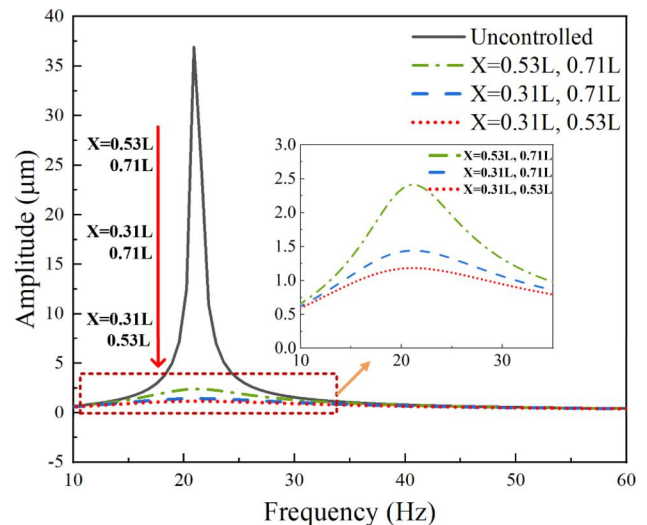 40
35
30
25
20
15
10
5
0
-5
Amplitude (μm)
Uncontrolled
X=0.53L, 0.71L
X=0.31L, 0.71L
X=0.31L, 0.53L
X=0.53L
0.71L
X=0.31L
0.71L
X=0.31L
0.53L
3.0
2.5
2.0
1.5
1.0
0.5
0.0
X=0.53L, 0.71L
X=0.31L, 0.71L
X=0.31L, 0.53L
10 20 30
10 20 30 40 50 60
Frequency (Hz)